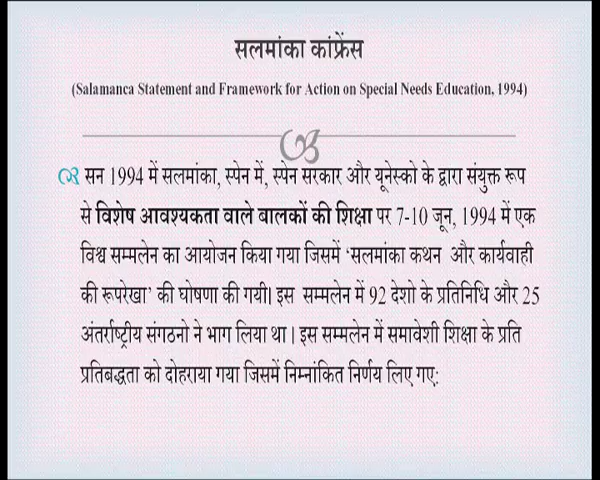 सलमांका कांफ्रेंस
(Salamanca Statement and Framework for Action on Special Needs Education, 1994)
सन 1994 में सलमांका, स्पेन में, स्पेन सरकार और यूनेस्को के द्वारा संयुक्त रूप
से विशेष आवश्यकता वाले बालकों की शिक्षा पर 7-10 जून, 1994 में एक
विश्व सम्मलेन का आयोजन किया गया जिसमें ‘सलमांका कथन और कार्यवाही
की रूपरेखा’ की घोषणा की गयी। इस सम्मलेन में 92 देशो के प्रतिनिधि और 25
अंतर्राष्ट्रीय संगठनो ने भाग लिया था | इस सम्मलेन में समावेशी शिक्षा के प्रति
प्रतिबद्धता को दोहराया गया जिसमें निम्नांकित निर्णय लिए गए: